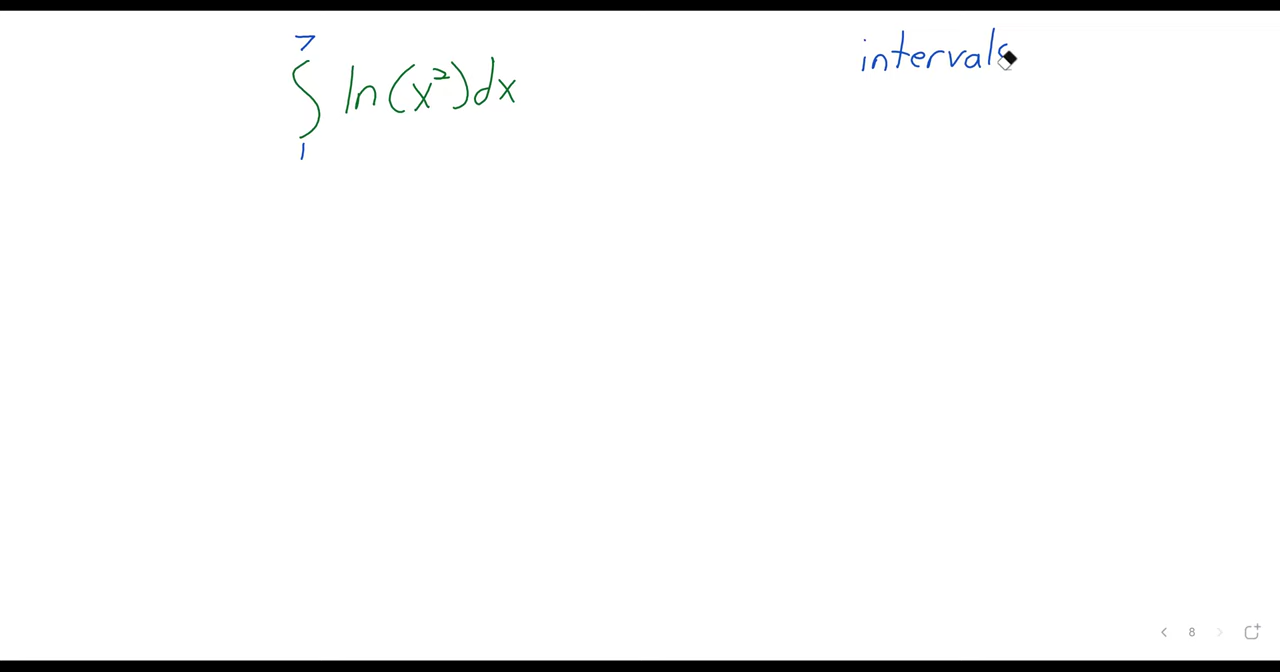 7
∫ ln(x²)dx
1
intervals
8